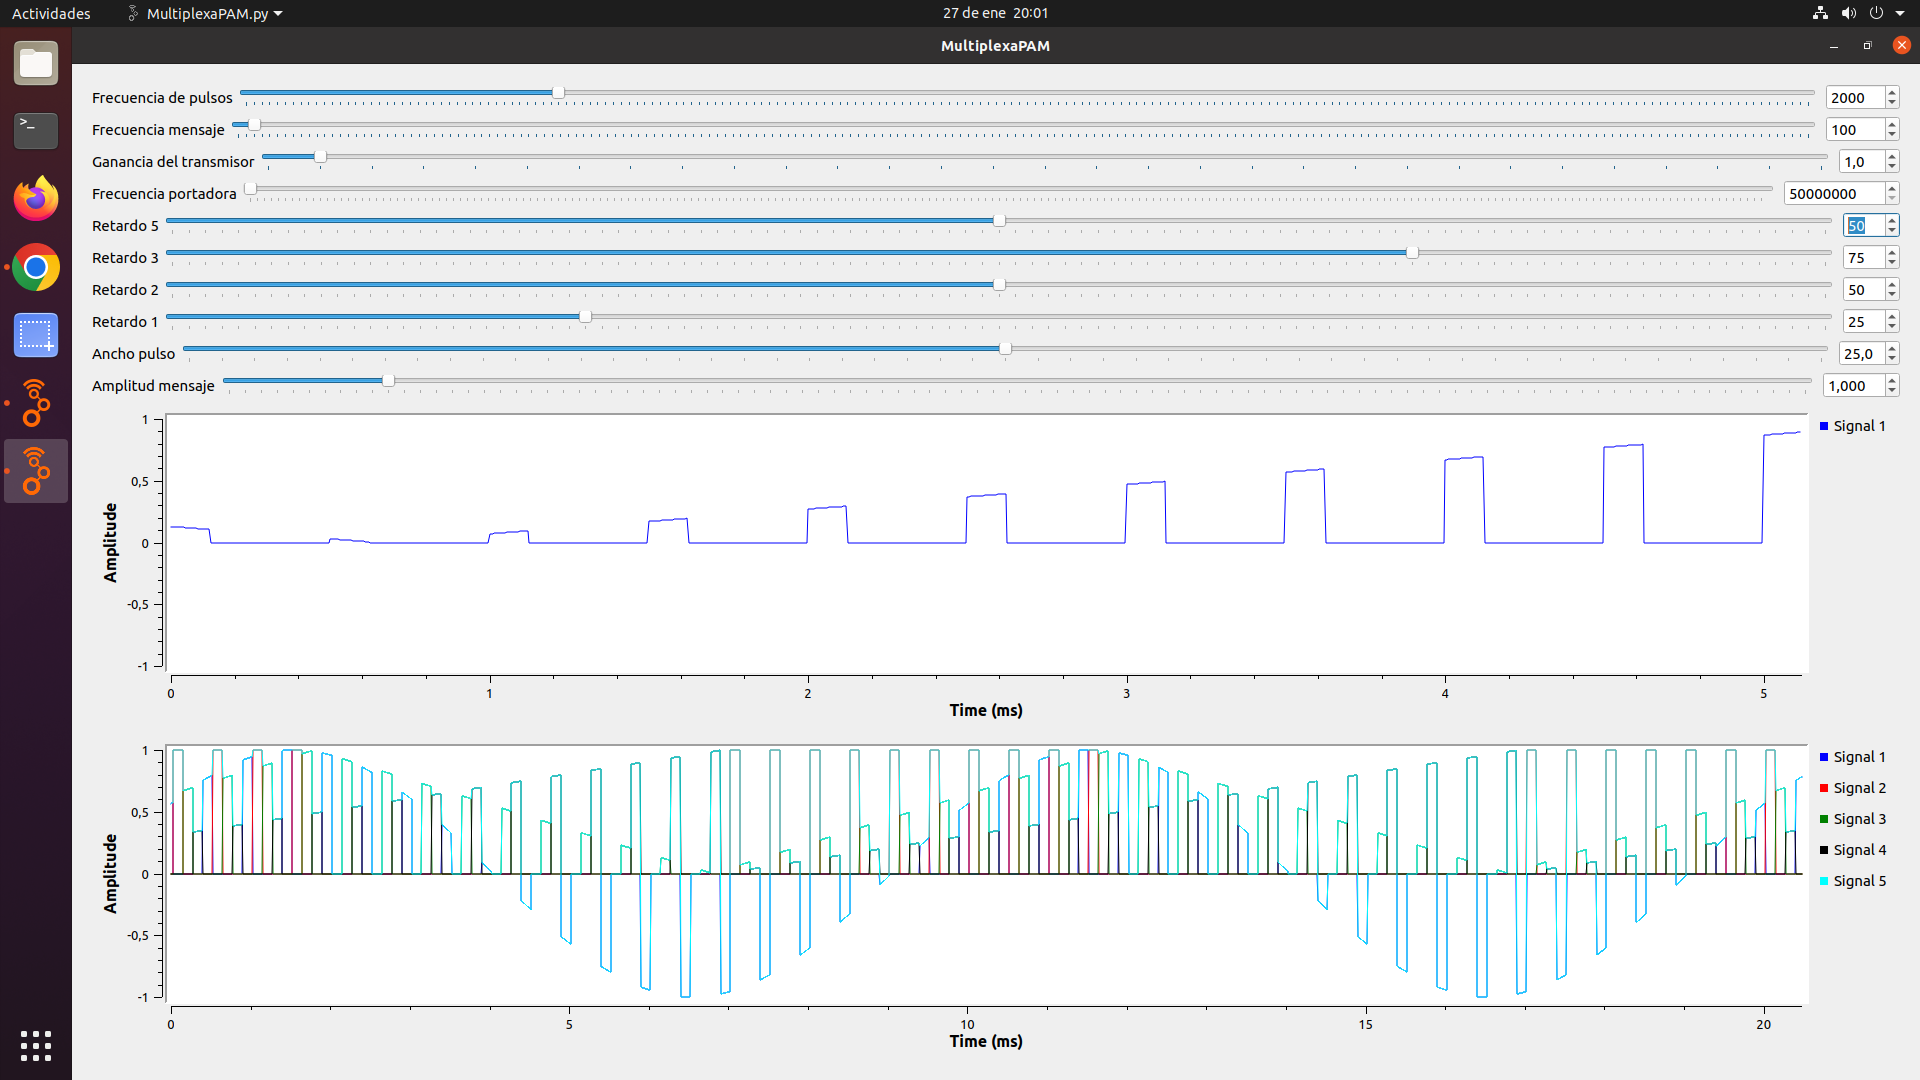 Actividades MultiplexaPAM.py 27 de ene 20:01
MultiplexaPAM
Frecuencia de pulsos 2000
Frecuencia mensaje 100
Ganancia del transmisor 1,0
Frecuencia portadora 50000000
Retardo 5 50
Retardo 3 75
Retardo 2 50
Retardo 1 25
Ancho pulso 25,0
Amplitud mensaje 1,000
1
0,5
0
-0,5
-1
Amplitude
Signal 1
0 1 2 3 4 5
Time (ms)
1
0,5
0
-0,5
-1
Amplitude
Signal 1
Signal 2
Signal 3
Signal 4
Signal 5
0 5 10 15 20
Time (ms)